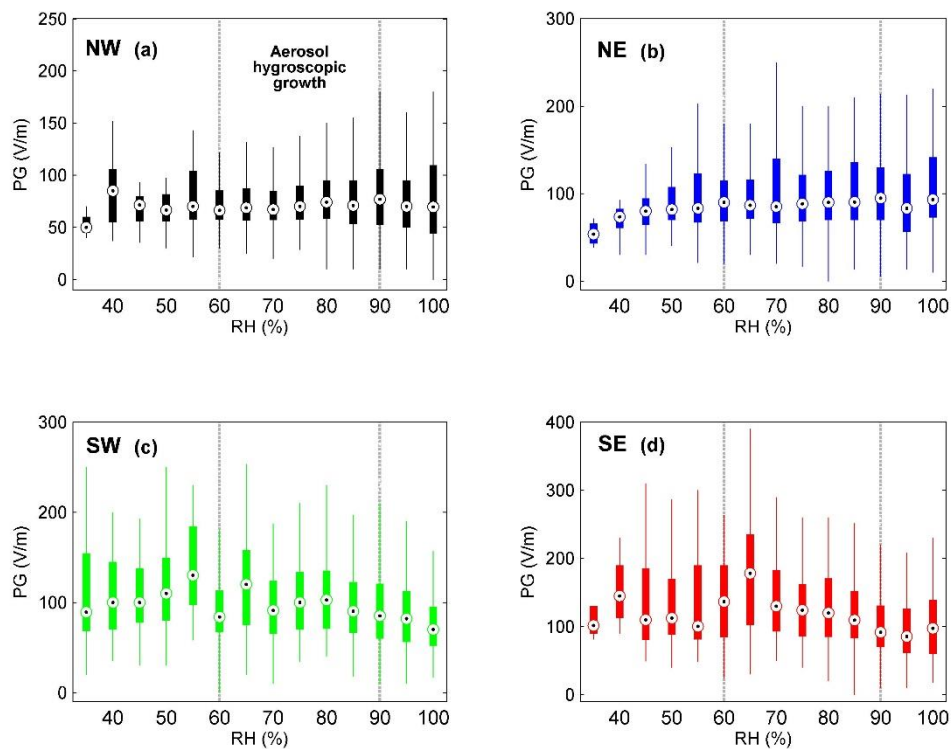 250
200
150
100
50
0
PG (V/m)
NW (a)
Aerosol
hygroscopic
growth
40 50 60 70 80 90 100
RH (%)
300
200
100
0
PG (V/m)
NE (b)
40 50 60 70 80 90 100
RH (%)
300
200
100
0
PG (V/m)
SW (c)
40 50 60 70 80 90 100
RH (%)
400
300
200
100
0
PG (V/m)
SE (d)
40 50 60 70 80 90 100
RH (%)